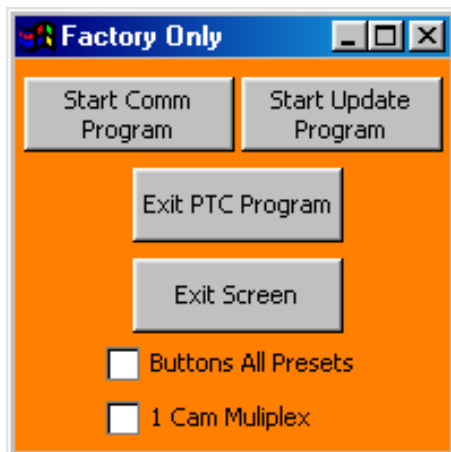 Factory Only
Start Comm
Program
Start Update
Program
Exit PTC Program
Exit Screen
Buttons All Presets
1 Cam Muliplex